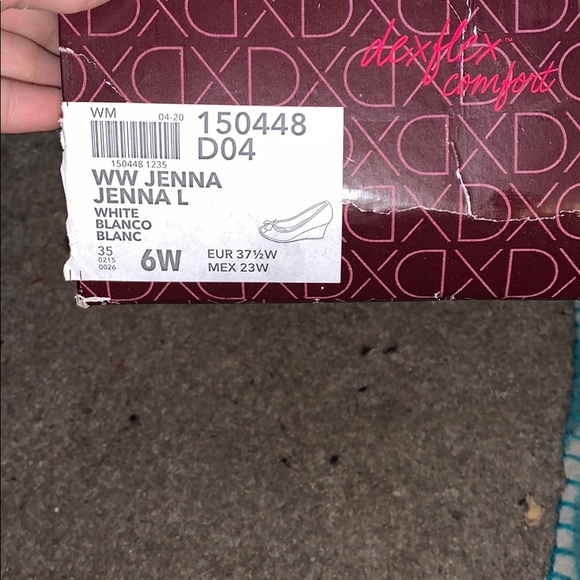 dexflex™
comfort
WM 04-20 150448
D04
150448 1235
WW JENNA
JENNA L
WHITE
BLANCO
BLANC
35
0215
0026
6W
EUR 37½W
MEX 23W